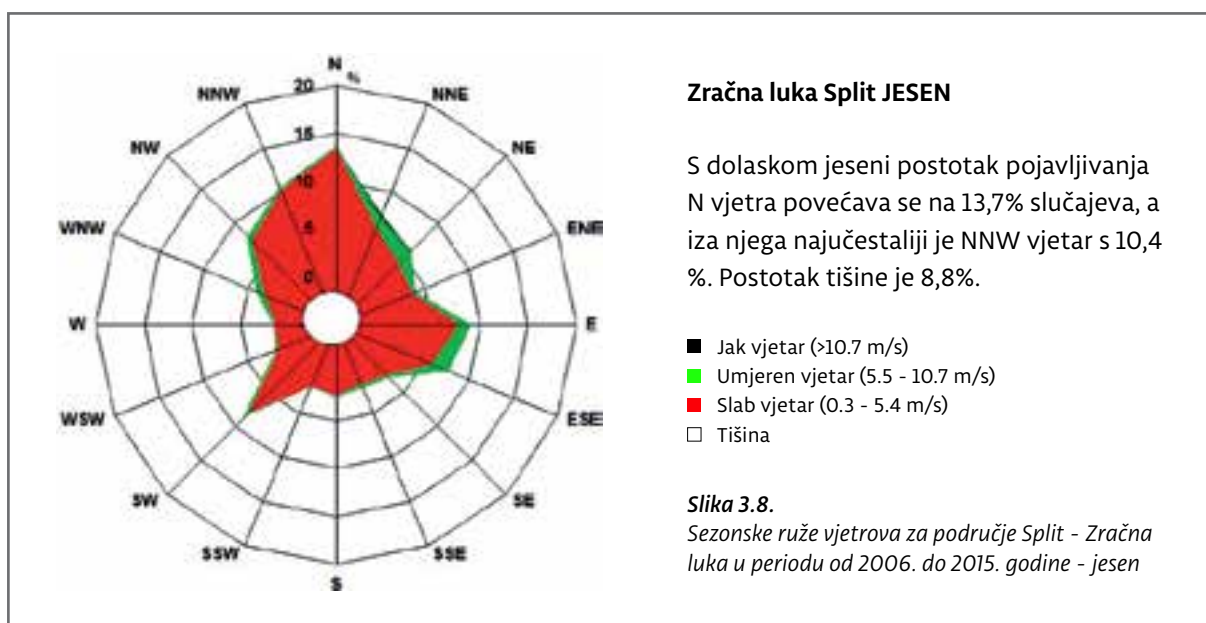 N
%
20
15
10
5
0
NNW
NNE
NW
NE
WNW
ENE
W
E
WSW
ESE
SW
SE
SSW
SSE
S
Zračna luka Split JESEN
S dolaskom jeseni postotak pojavljivanja
N vjetra povećava se na 13,7% slučajeva, a
iza njega najučestaliji je NNW vjetar s 10,4
%. Postotak tišine je 8,8%.
Jak vjetar (>10.7 m/s)
Umjeren vjetar (5.5 - 10.7 m/s)
Slab vjetar (0.3 - 5.4 m/s)
Tišina
Slika 3.8.
Sezonske ruže vjetrova za područje Split - Zračna
luka u periodu od 2006. do 2015. godine - jesen